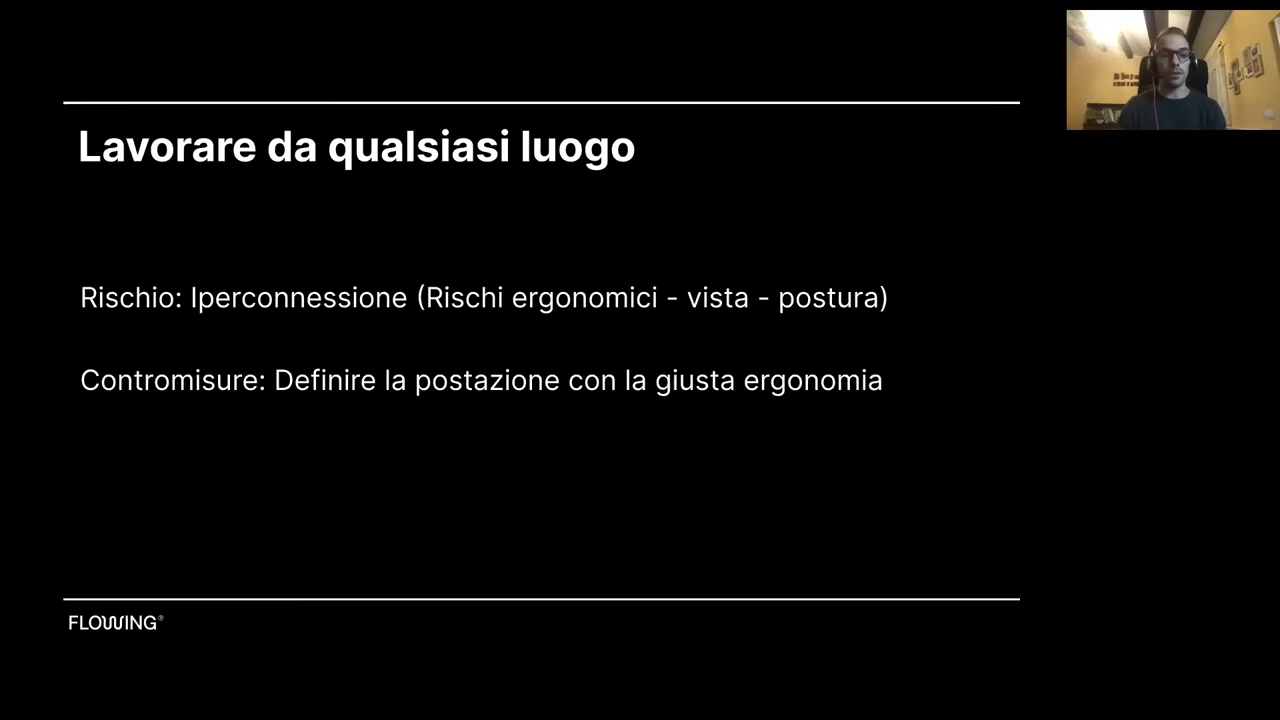 Lavorare da qualsiasi luogo
Rischio: Iperconnessione (Rischi ergonomici - vista - postura)
Contromisure: Definire la postazione con la giusta ergonomia
FLOWING®